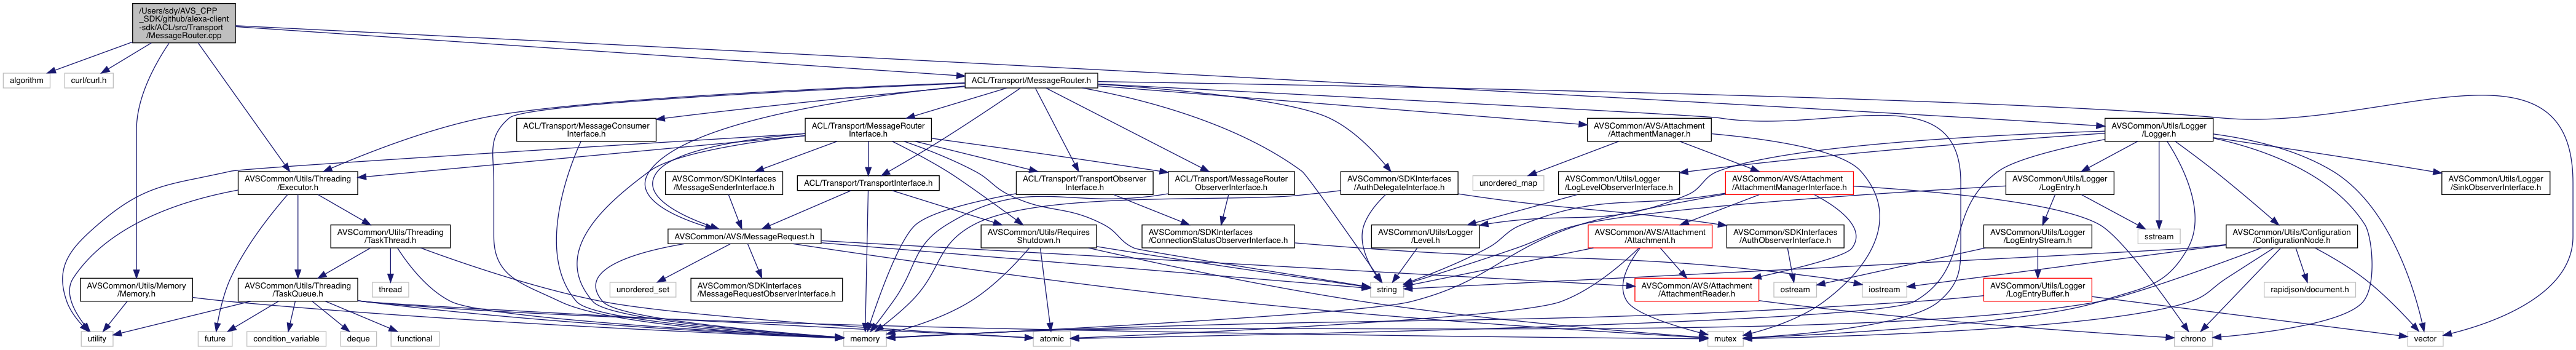 /Users/sdy/AVS_CPP
_SDK/github/alexa-client
-sdk/ACL/src/Transport
/MessageRouter.cpp
algorithm
curl/curl.h
ACL/Transport/MessageRouter.h
ACL/Transport/MessageConsumer
Interface.h
ACL/Transport/MessageRouter
Interface.h
AVSCommon/AVS/Attachment
/AttachmentManager.h
AVSCommon/Utils/Logger
/Logger.h
AVSCommon/Utils/Threading
/Executor.h
AVSCommon/SDKInterfaces
/MessageSenderInterface.h
ACL/Transport/TransportInterface.h
ACL/Transport/TransportObserver
Interface.h
ACL/Transport/MessageRouter
ObserverInterface.h
AVSCommon/SDKInterfaces
/AuthDelegateInterface.h
unordered_map
AVSCommon/Utils/Logger
/LogLevelObserverInterface.h
AVSCommon/AVS/Attachment
/AttachmentManagerInterface.h
AVSCommon/Utils/Logger
/LogEntry.h
AVSCommon/Utils/Logger
/SinkObserverInterface.h
AVSCommon/Utils/Threading
/TaskThread.h
AVSCommon/AVS/MessageRequest.h
AVSCommon/Utils/Requires
Shutdown.h
AVSCommon/SDKInterfaces
/ConnectionStatusObserverInterface.h
AVSCommon/Utils/Logger
/Level.h
AVSCommon/AVS/Attachment
/Attachment.h
AVSCommon/SDKInterfaces
/AuthObserverInterface.h
AVSCommon/Utils/Logger
/LogEntryStream.h
sstream
AVSCommon/Utils/Configuration
/ConfigurationNode.h
AVSCommon/Utils/Memory
/Memory.h
AVSCommon/Utils/Threading
/TaskQueue.h
thread
unordered_set
AVSCommon/SDKInterfaces
/MessageRequestObserverInterface.h
string
AVSCommon/AVS/Attachment
/AttachmentReader.h
ostream
iostream
AVSCommon/Utils/Logger
/LogEntryBuffer.h
rapidjson/document.h
utility
future
condition_variable
deque
functional
memory
atomic
mutex
chrono
vector